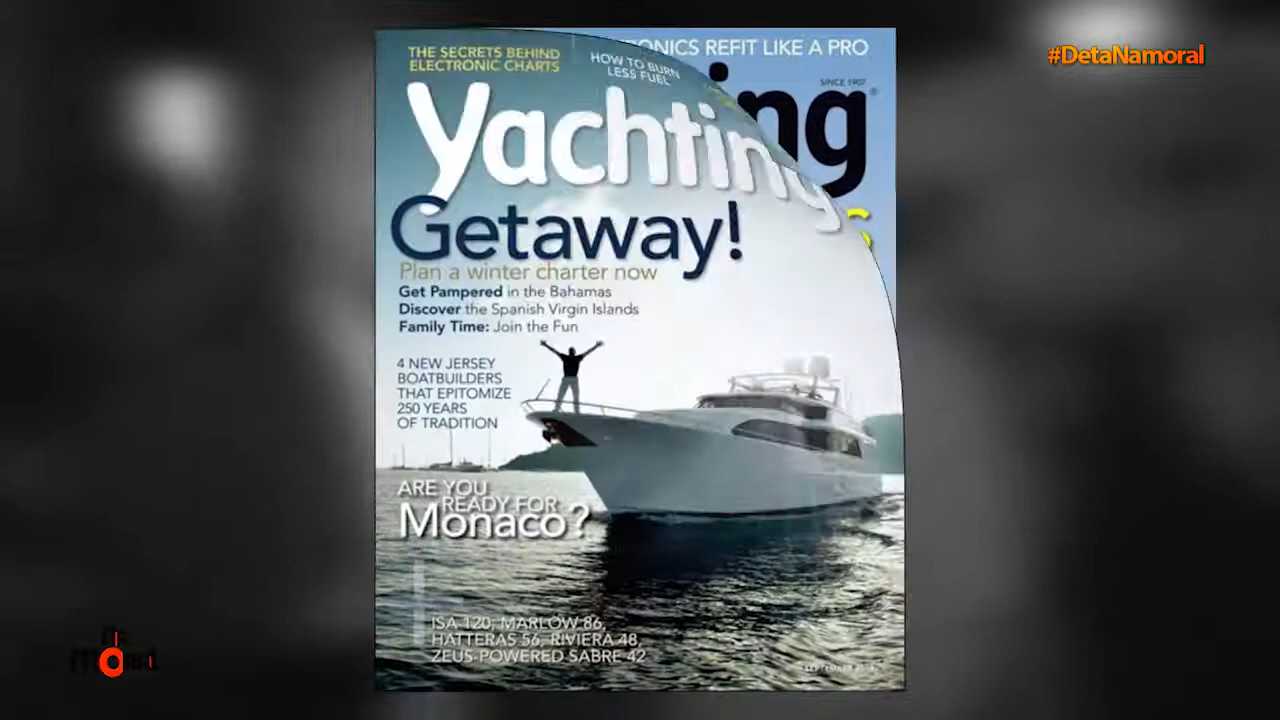 #DetaNamoral
THE SECRETS BEHIND
ELECTRONIC CHARTS
HOW TO BURN
LESS FUEL
REFIT LIKE A PRO
SINCE 1907
Yachting
ing
Getaway!
Plan a winter charter now
Get Pampered in the Bahamas
Discover the Spanish Virgin Islands
Family Time: Join the Fun
4 NEW JERSEY
BOATBUILDERS
THAT EPITOMIZE
250 YEARS
OF TRADITION
ARE YOU
READY FOR
Monaco?
ISA 120, MARLOW 86,
HATTERAS 56, RIVIERA 48,
ZEUS-POWERED SABRE 42
SEPTEMBER